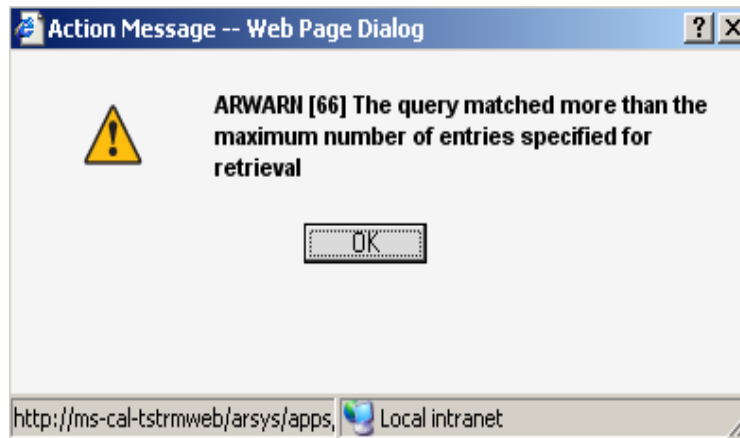 Action Message -- Web Page Dialog
ARWARN [66] The query matched more than the
maximum number of entries specified for
retrieval
OK
http://ms-cal-tstrmweb/arsys/apps, Local intranet